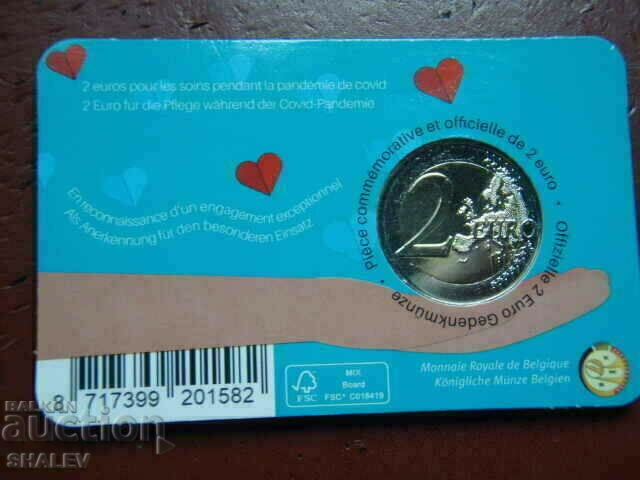 2 euros pour les soins pendant la pandemie de covid
2 Euro für die Pflege während der Covid-Pandemie
En reconnaissance d'un engagement exceptionnel
Als Anerkennung für den besonderen Einsatz
• Pièce commémorative et officielle de 2 euro •
Offizielle 2 Euro Gedenkmünze
2 EURO
8 717399 201582
FSC
MIX
Board
FSC® C018419
Monnaie Royale de Belgique
Königliche Münze Belgien
BALKAN
auction
SHALEV